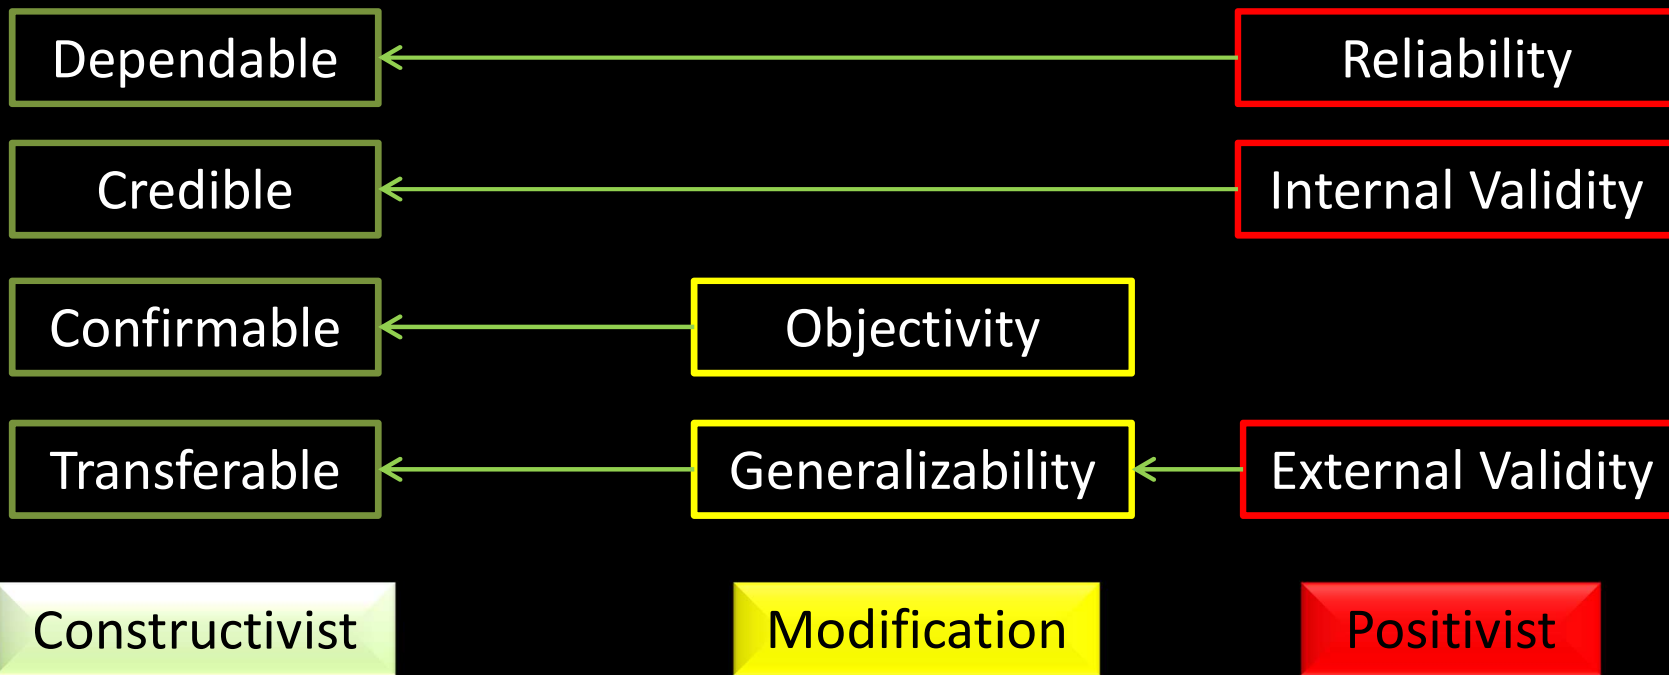 Dependable
Reliability
Credible
Internal Validity
Confirmable
Objectivity
Transferable
Generalizability
External Validity
Constructivist
Modification
Positivist